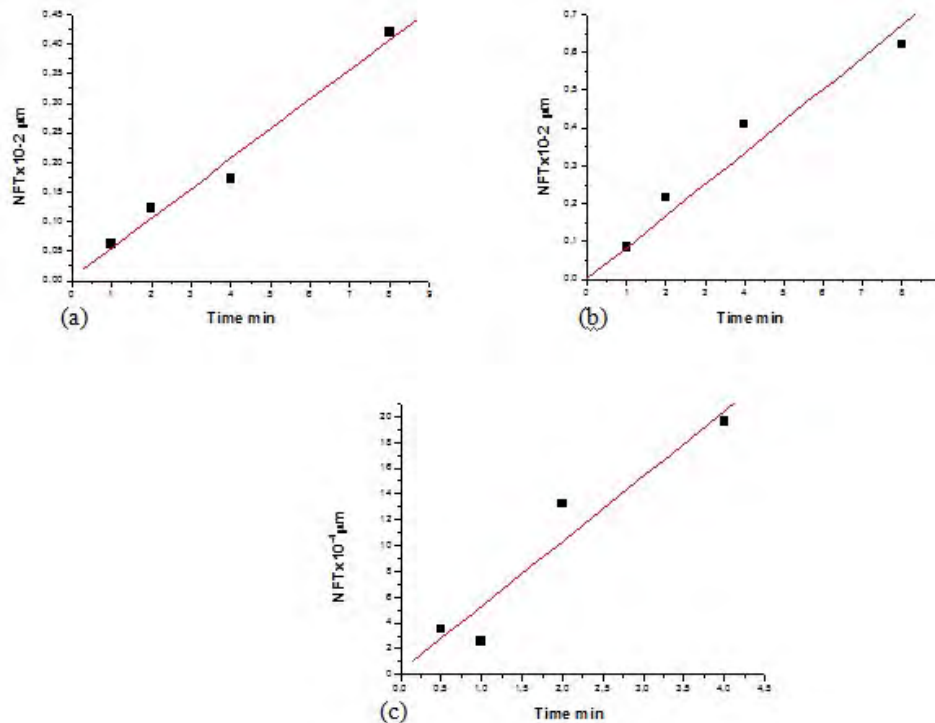 0.45
0.40
0.35
0.30
0.25
0.20
0.15
0.10
0.05
0.00
NFTx10-2 μm
0 1 2 3 4 5 6 7 8 9
Time min
(a)
0,7
0,6
0,5
0,4
0,3
0,2
0,1
0,0
NFTx10-2 μm
0 1 2 3 4 5 6 7 8
Time min
(b)
20
18
16
14
12
10
8
6
4
2
0
NFTx10⁻⁴μm
0,0 0,5 1,0 1,5 2,0 2,5 3,0 3,5 4,0 4,5
Time min
(c)